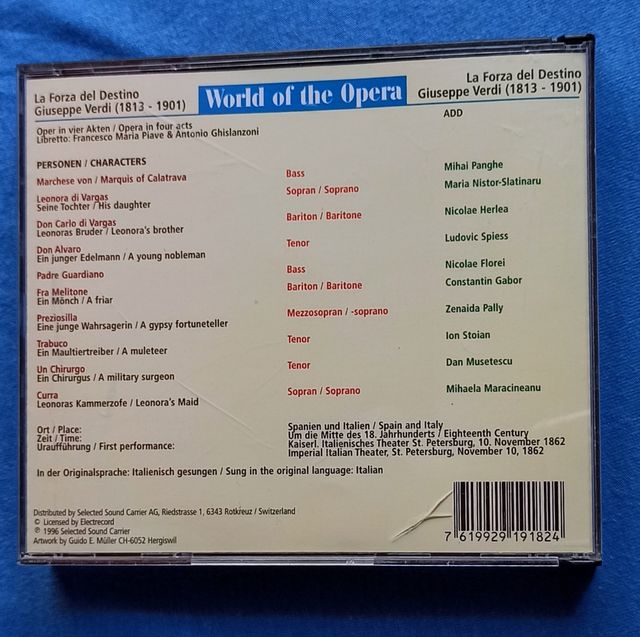 La Forza del Destino
Giuseppe Verdi (1813 - 1901)
World of the Opera
La Forza del Destino
Giuseppe Verdi (1813 - 1901)
ADD
Oper in vier Akten / Opera in four acts
Libretto: Francesco Maria Piave & Antonio Ghislanzoni
PERSONEN / CHARACTERS
Marchese von / Marquis of Calatrava Bass Mihai Panghe
Leonora di Vargas Sopran / Soprano Maria Nistor-Slatinaru
Seine Tochter / His daughter
Don Carlo di Vargas Bariton / Baritone Nicolae Herlea
Leonoras Bruder / Leonora's brother
Don Alvaro Tenor Ludovic Spiess
Ein junger Edelmann / A young nobleman
Padre Guardiano Bass Nicolae Florei
Fra Melitone Bariton / Baritone Constantin Gabor
Ein Mönch / A friar
Preziosilla Mezzosopran / -soprano Zenaida Pally
Eine junge Wahrsagerin / A gypsy fortuneteller
Trabuco Tenor Ion Stoian
Ein Maultiertreiber / A muleteer
Un Chirurgo Tenor Dan Musetescu
Ein Chirurgus / A military surgeon
Curra Sopran / Soprano Mihaela Maracineanu
Leonoras Kammerzofe / Leonora's Maid
Ort / Place: Spanien und Italien / Spain and Italy
Zeit / Time: Um die Mitte des 18. Jahrhunderts / Eighteenth Century
Uraufführung / First performance: Kaiserl. Italienisches Theater St. Petersburg, 10. November 1862
Imperial Italian Theater, St. Petersburg, November 10, 1862
In der Originalsprache: Italienisch gesungen / Sung in the original language: Italian
Distributed by Selected Sound Carrier AG, Riedstrasse 1, 6343 Rotkreuz / Switzerland
© Licensed by Electrecord
℗ 1996 Selected Sound Carrier
Artwork by Guido E. Müller CH-6052 Hergiswil
7 619929 191824